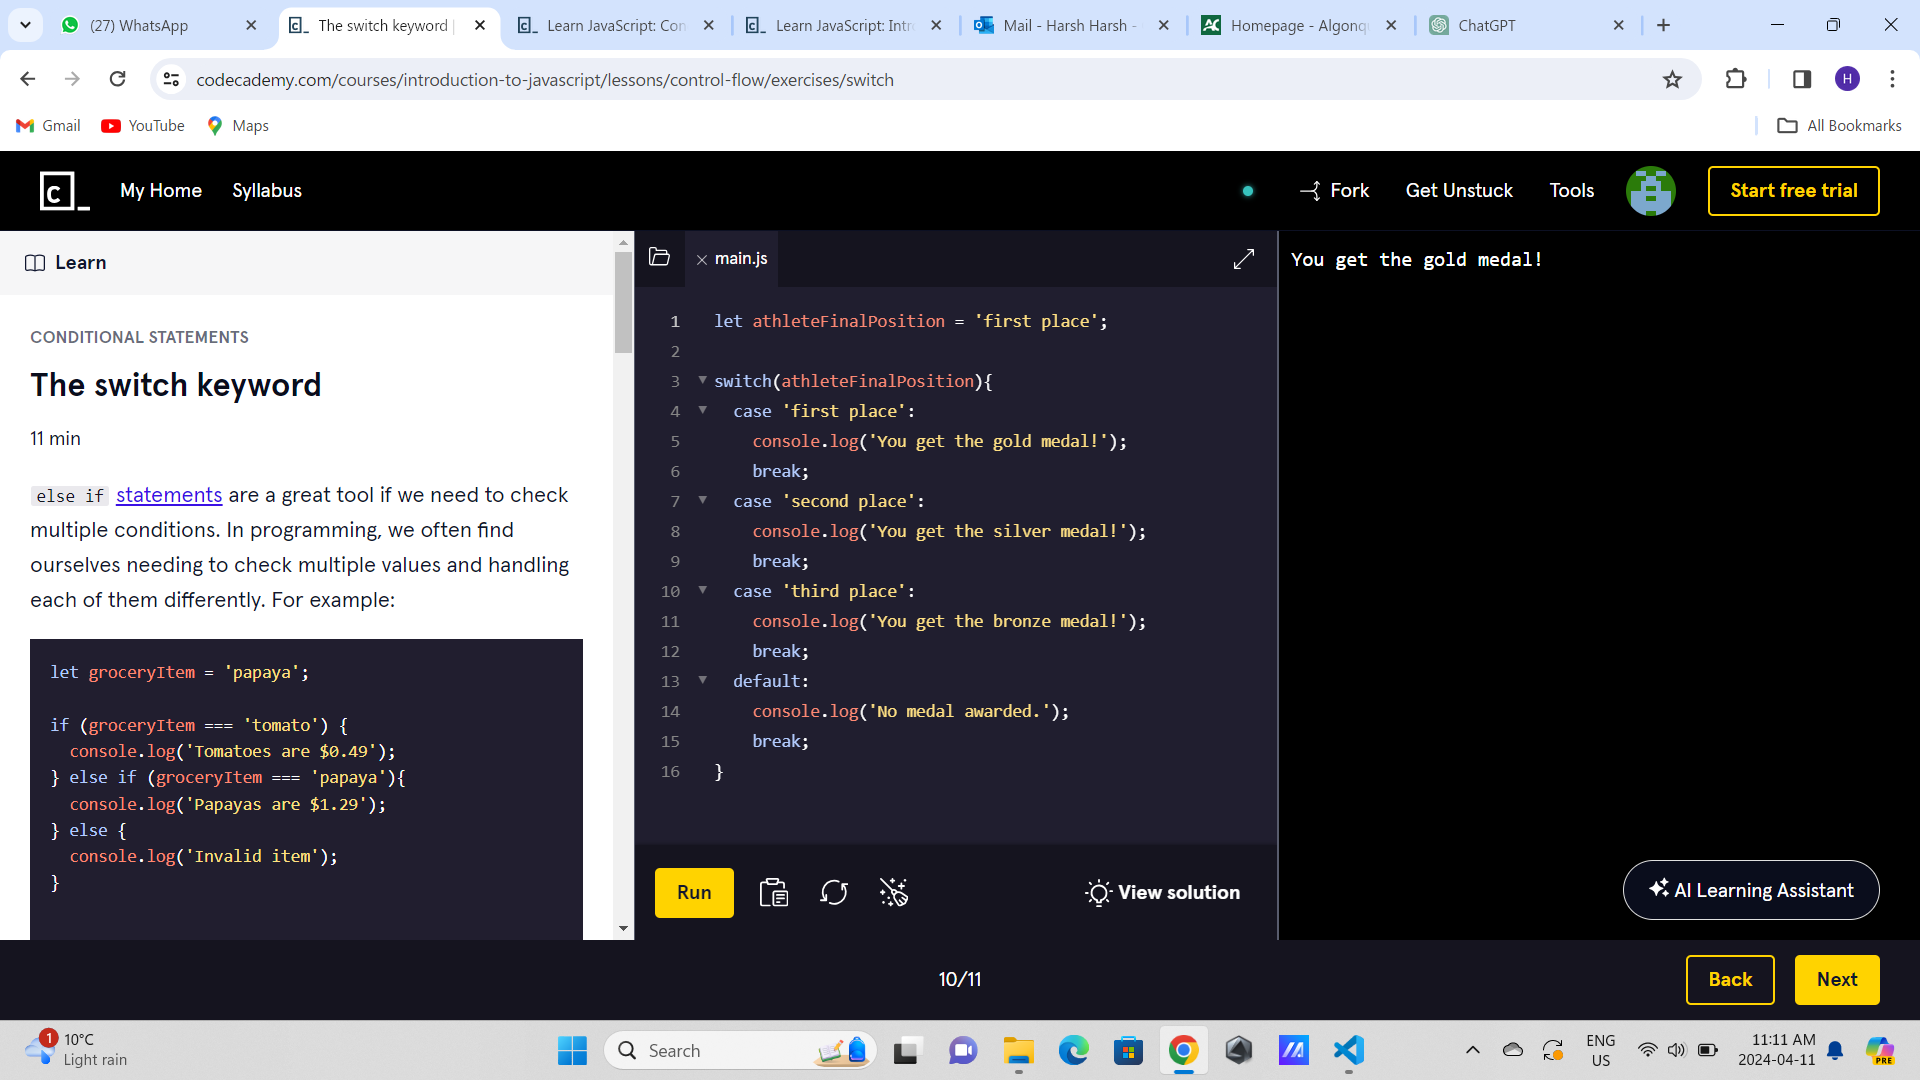 (27) WhatsApp
The switch keyword |
Learn JavaScript: Con
Learn JavaScript: Intr
Mail - Harsh Harsh -
Homepage - Algonqu
ChatGPT
codecademy.com/courses/introduction-to-javascript/lessons/control-flow/exercises/switch
H
Gmail
YouTube
Maps
All Bookmarks
c_
My Home
Syllabus
Fork
Get Unstuck
Tools
Start free trial
Learn
CONDITIONAL STATEMENTS
The switch keyword
11 min
else if statements are a great tool if we need to check
multiple conditions. In programming, we often find
ourselves needing to check multiple values and handling
each of them differently. For example:
let groceryItem = 'papaya';
if (groceryItem === 'tomato') {
  console.log('Tomatoes are $0.49');
} else if (groceryItem === 'papaya'){
  console.log('Papayas are $1.29');
} else {
  console.log('Invalid item');
}
main.js
1 let athleteFinalPosition = 'first place';
2
3 switch(athleteFinalPosition){
4   case 'first place':
5     console.log('You get the gold medal!');
6     break;
7   case 'second place':
8     console.log('You get the silver medal!');
9     break;
10   case 'third place':
11     console.log('You get the bronze medal!');
12     break;
13   default:
14     console.log('No medal awarded.');
15     break;
16 }
Run
View solution
You get the gold medal!
AI Learning Assistant
10/11
Back
Next
1
10°C
Light rain
Search
ENG
US
11:11 AM
2024-04-11
PRE